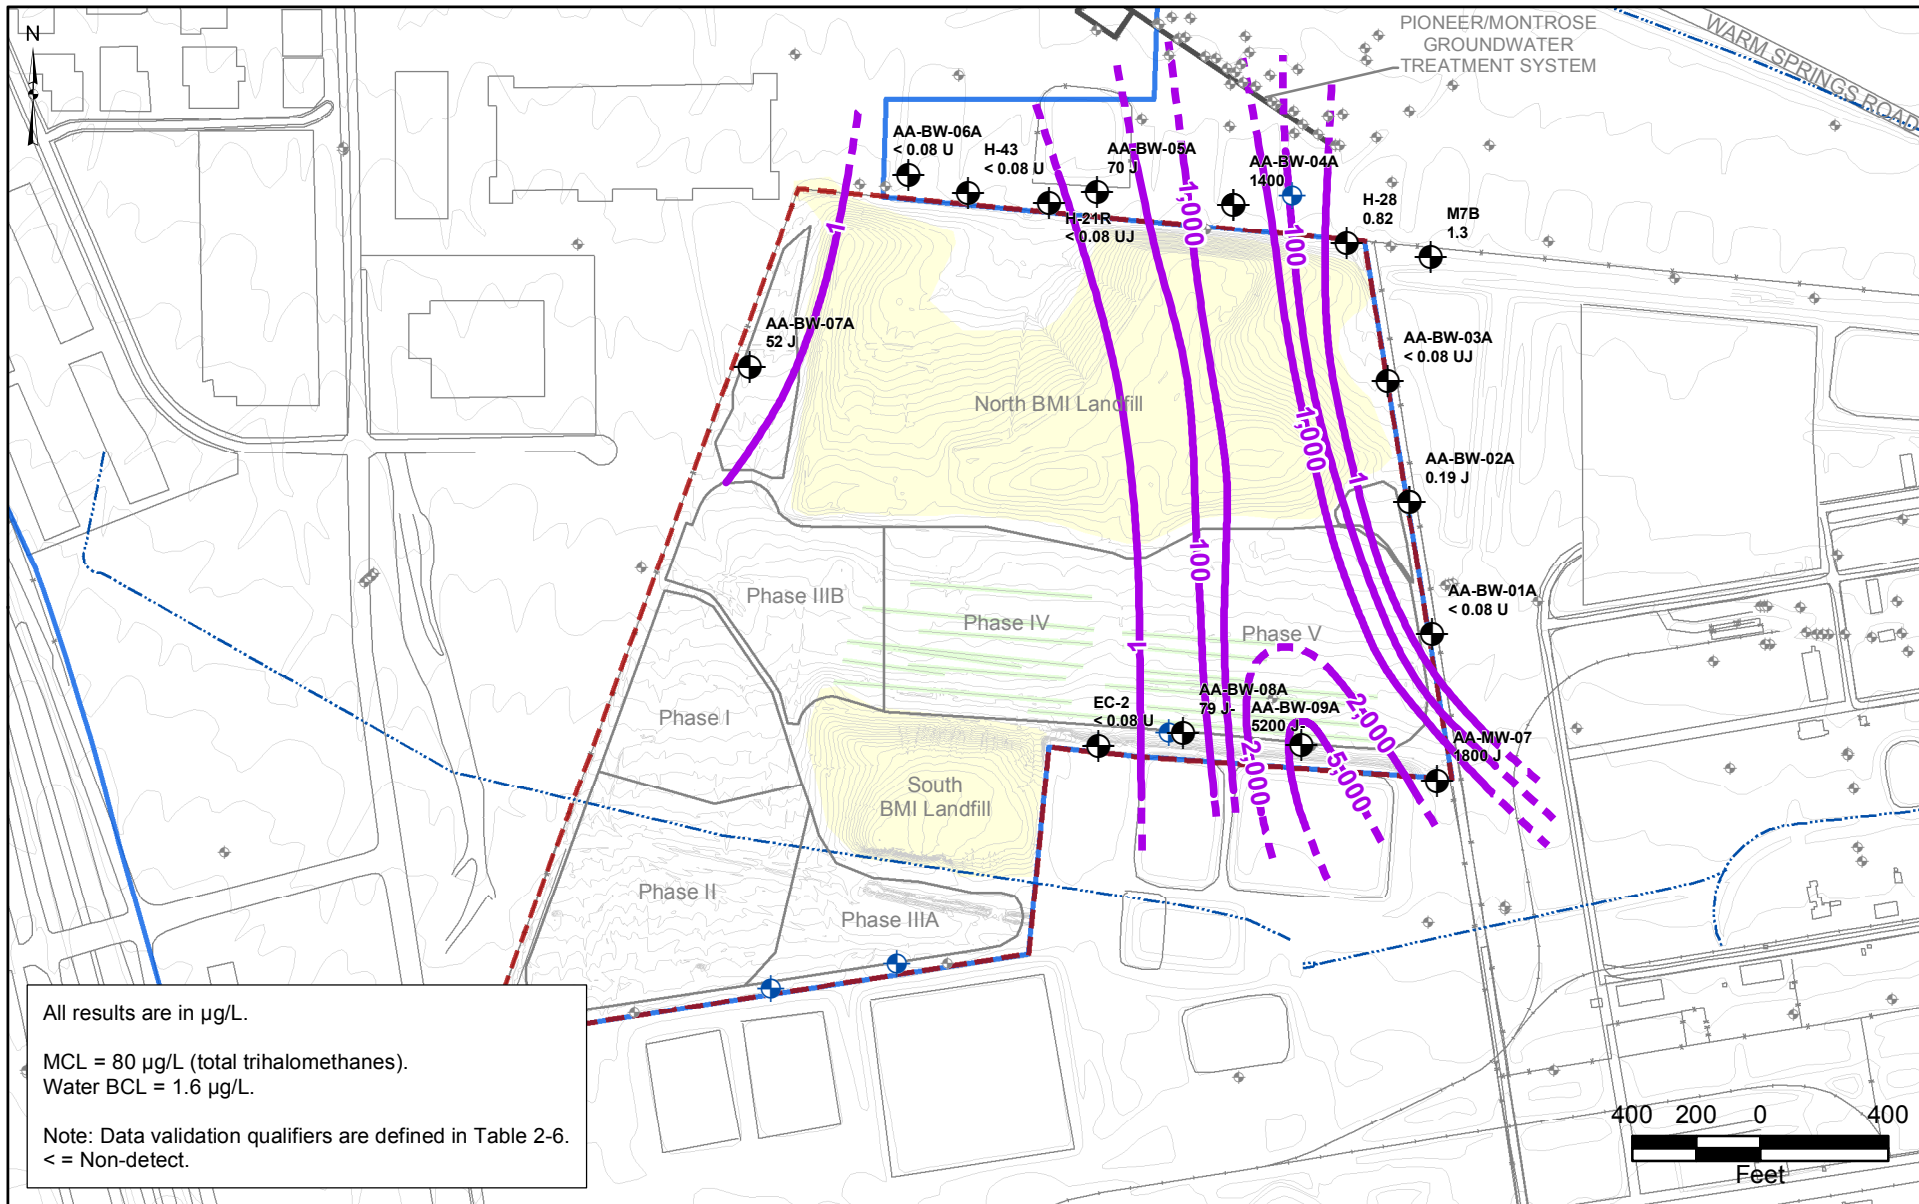 N
PIONEER/MONTROSE
GROUNDWATER
TREATMENT SYSTEM
WARM SPRINGS ROAD
AA-BW-06A
< 0.08 U
H-43
< 0.08 U
AA-BW-05A
70 J
AA-BW-04A
1400
H-28
0.82
M7B
1.3
H-21R
< 0.08 UJ
1
1,000
100
AA-BW-07A
52 J
AA-BW-03A
< 0.08 UJ
North BMI Landfill
1,000
1
AA-BW-02A
0.19 J
100
Phase IIIB
Phase IV
Phase V
AA-BW-01A
< 0.08 U
1
Phase I
EC-2
< 0.08 U
AA-BW-08A
79 J-
AA-BW-09A
5200 J-
2,000
2,000
5,000
AA-MW-07
1800 J
South
BMI Landfill
Phase II
Phase IIIA
All results are in µg/L.
MCL = 80 µg/L (total trihalomethanes).
Water BCL = 1.6 µg/L.
Note: Data validation qualifiers are defined in Table 2-6.
< = Non-detect.
400 200 0 400
Feet